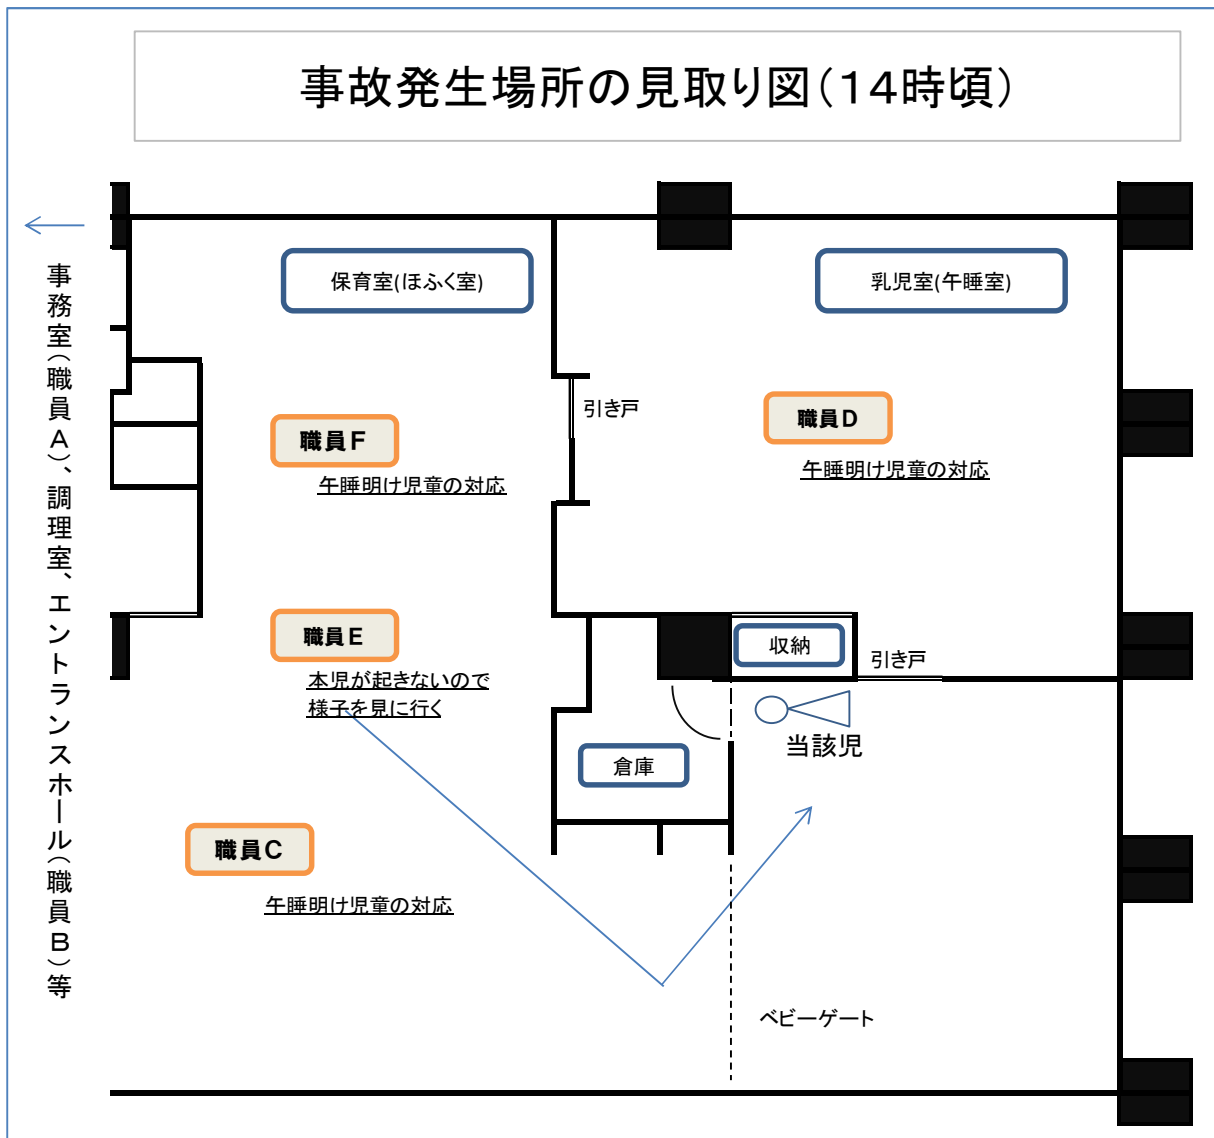 事故発生場所の見取り図(14時頃)
事務室(職員A)、調理室、エントランスホール(職員B)等
保育室(ほふく室)
乳児室(午睡室)
引き戸
職員D
午睡明け児童の対応
職員F
午睡明け児童の対応
職員E
本児が起きないので
様子を見に行く
収納
引き戸
当該児
倉庫
職員C
午睡明け児童の対応
ベビーゲート